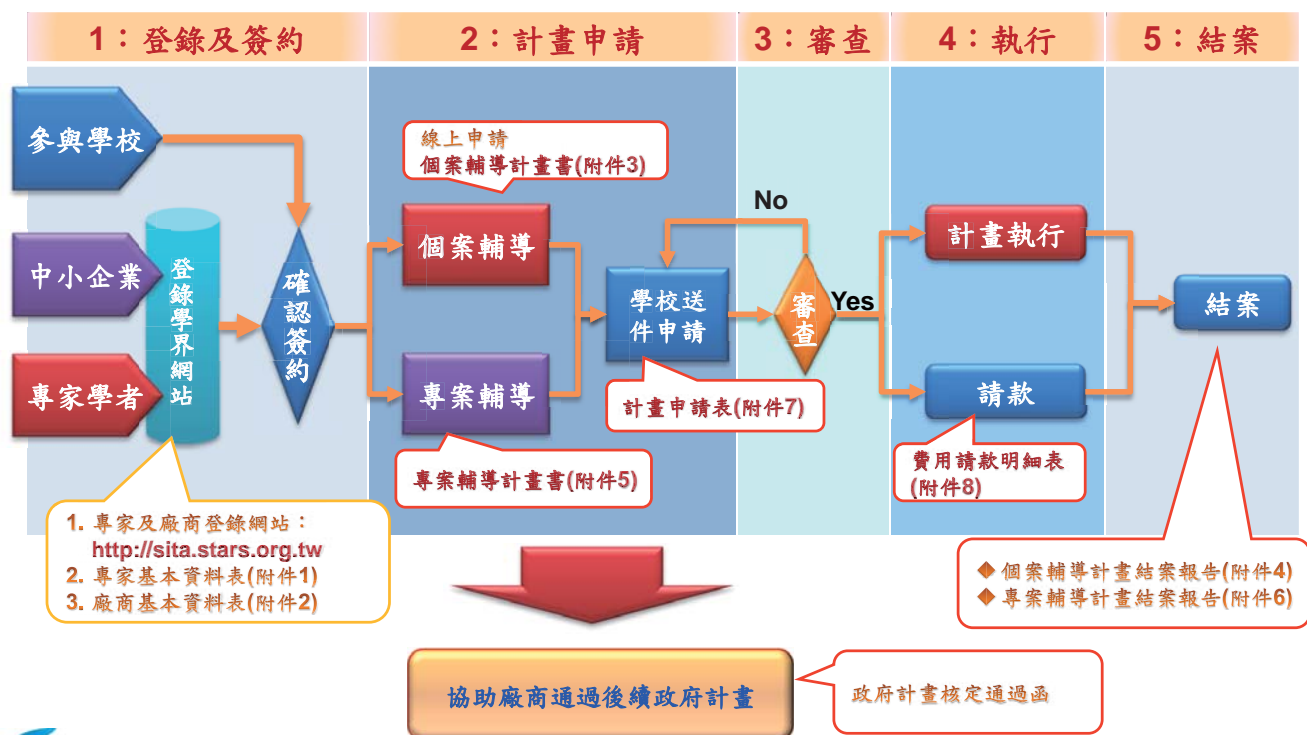 1：登錄及簽約
2：計畫申請
3：審查
4：執行
5：結案
參與學校
中小企業
專家學者
登錄學界網站
確認簽約
1. 專家及廠商登錄網站：
http://sita.stars.org.tw
2. 專家基本資料表(附件1)
3. 廠商基本資料表(附件2)
線上申請
個案輔導計畫書(附件3)
個案輔導
專案輔導
專案輔導計畫書(附件5)
學校送
件申請
計畫申請表(附件7)
No
審查
Yes
計畫執行
請款
費用請款明細表
(附件8)
結案
◆ 個案輔導計畫結案報告(附件4)
◆ 專案輔導計畫結案報告(附件6)
協助廠商通過後續政府計畫
政府計畫核定通過函